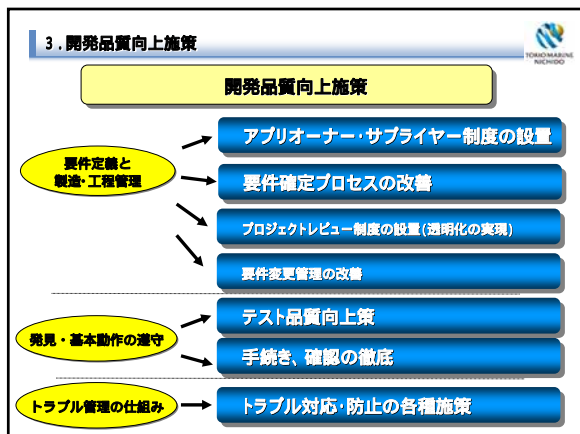 3．開発品質向上施策
TOKIO MARINE
NICHIDO
開発品質向上施策
要件定義と
製造・工程管理
アプリオーナー・サプライヤー制度の設置
要件確定プロセスの改善
プロジェクトレビュー制度の設置(透明化の実現)
要件変更管理の改善
発見・基本動作の遵守
テスト品質向上策
手続き、確認の徹底
トラブル管理の仕組み
トラブル対応・防止の各種施策